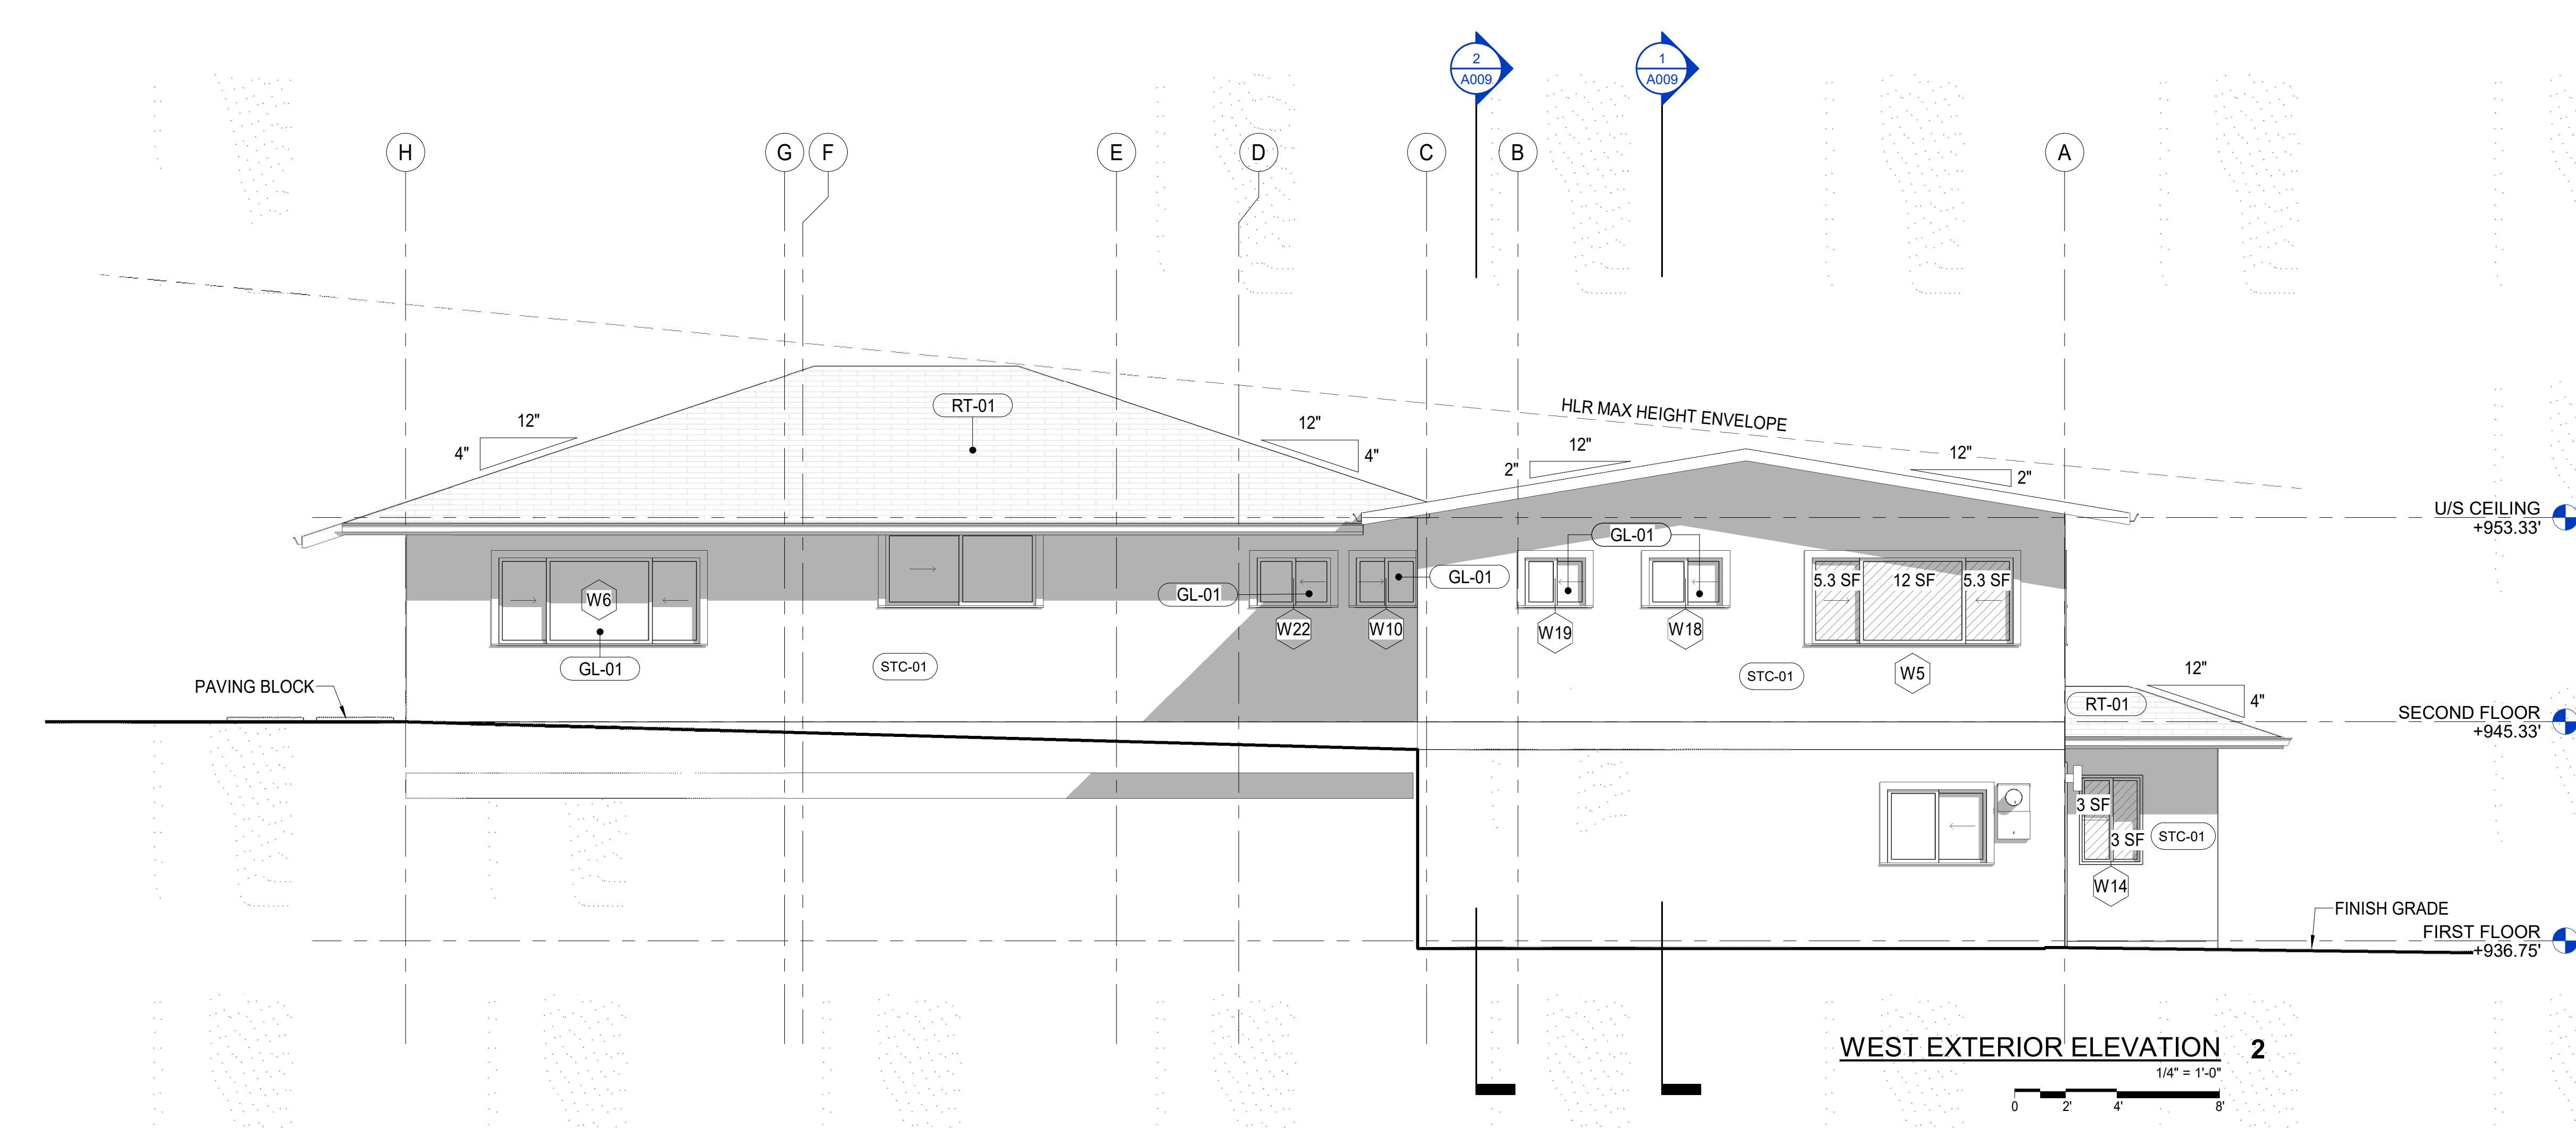 2
A009
1
A009
H
G
F
E
D
C
B
A
HLR MAX HEIGHT ENVELOPE
RT-01
12"
4"
12"
4"
12"
2"
12"
2"
U/S CEILING
+953.33'
GL-01
GL-01
GL-01
5.3 SF
12 SF
5.3 SF
W6
W22
W10
W19
W18
GL-01
STC-01
STC-01
W5
PAVING BLOCK
12"
4"
RT-01
SECOND FLOOR
+945.33'
3 SF
3 SF
STC-01
W14
FINISH GRADE
FIRST FLOOR
+936.75'
WEST EXTERIOR ELEVATION 2
1/4" = 1'-0"
0 2' 4' 8'